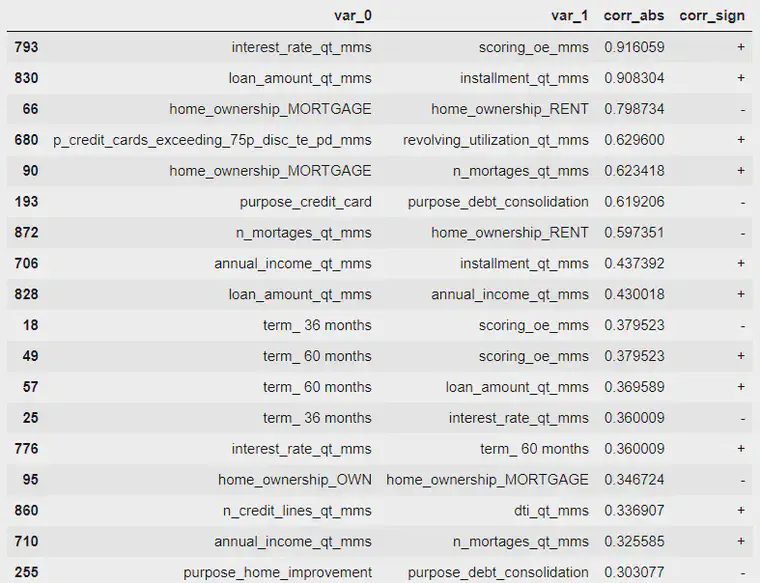 var_0 var_1 corr_abs corr_sign
793 interest_rate_qt_mms scoring_oe_mms 0.916059 +
830 loan_amount_qt_mms installment_qt_mms 0.908304 +
66 home_ownership_MORTGAGE home_ownership_RENT 0.798734 -
680 p_credit_cards_exceeding_75p_disc_te_pd_mms revolving_utilization_qt_mms 0.629600 +
90 home_ownership_MORTGAGE n_mortages_qt_mms 0.623418 +
193 purpose_credit_card purpose_debt_consolidation 0.619206 -
872 n_mortages_qt_mms home_ownership_RENT 0.597351 -
706 annual_income_qt_mms installment_qt_mms 0.437392 +
828 loan_amount_qt_mms annual_income_qt_mms 0.430018 +
18 term_ 36 months scoring_oe_mms 0.379523 -
49 term_ 60 months scoring_oe_mms 0.379523 +
57 term_ 60 months loan_amount_qt_mms 0.369589 +
25 term_ 36 months interest_rate_qt_mms 0.360009 -
776 interest_rate_qt_mms term_ 60 months 0.360009 +
95 home_ownership_OWN home_ownership_MORTGAGE 0.346724 -
860 n_credit_lines_qt_mms dti_qt_mms 0.336907 +
710 annual_income_qt_mms n_mortages_qt_mms 0.325585 +
255 purpose_home_improvement purpose_debt_consolidation 0.303077 -